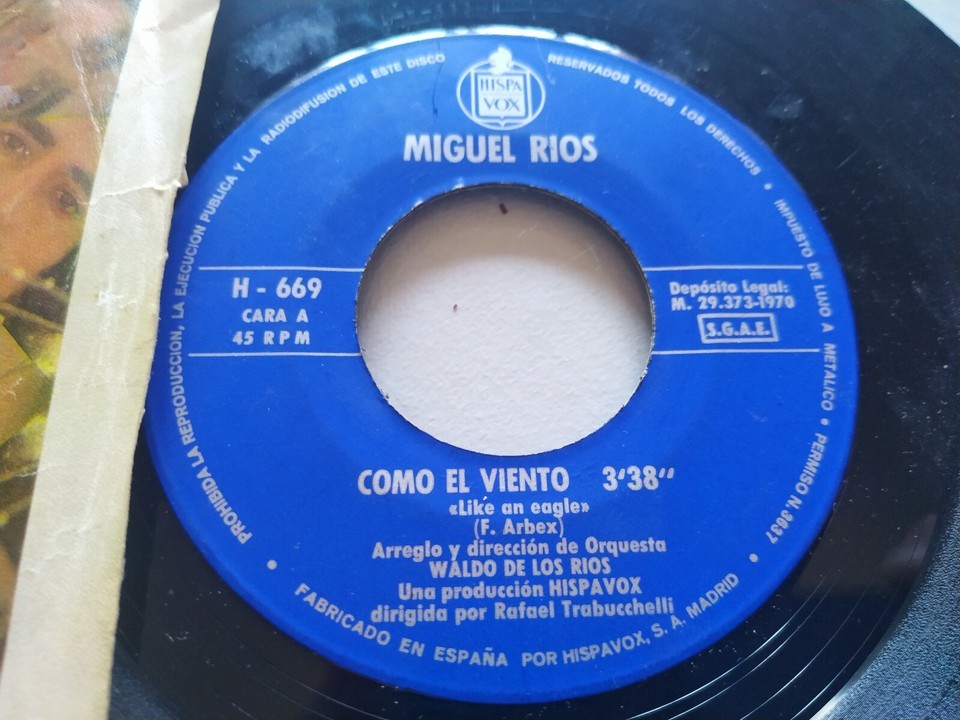 HISPA
VOX
MIGUEL RIOS
H - 669
CARA A
45 RPM
Depósito Legal:
M. 29.373-1970
S.G.A.E.
COMO EL VIENTO 3'38"
«Like an eagle»
(F. Arbex)
Arreglo y dirección de Orquesta
WALDO DE LOS RIOS
Una producción HISPAVOX
dirigida por Rafael Trabucchelli
PROHIBIDA LA REPRODUCCION, LA EJECUCION PUBLICA Y LA RADIODIFUSION DE ESTE DISCO
RESERVADOS TODOS LOS DERECHOS • IMPUESTO DE LUJO A METALICO • PERMISO N. 3637
• FABRICADO EN ESPAÑA POR HISPAVOX, S. A. MADRID •